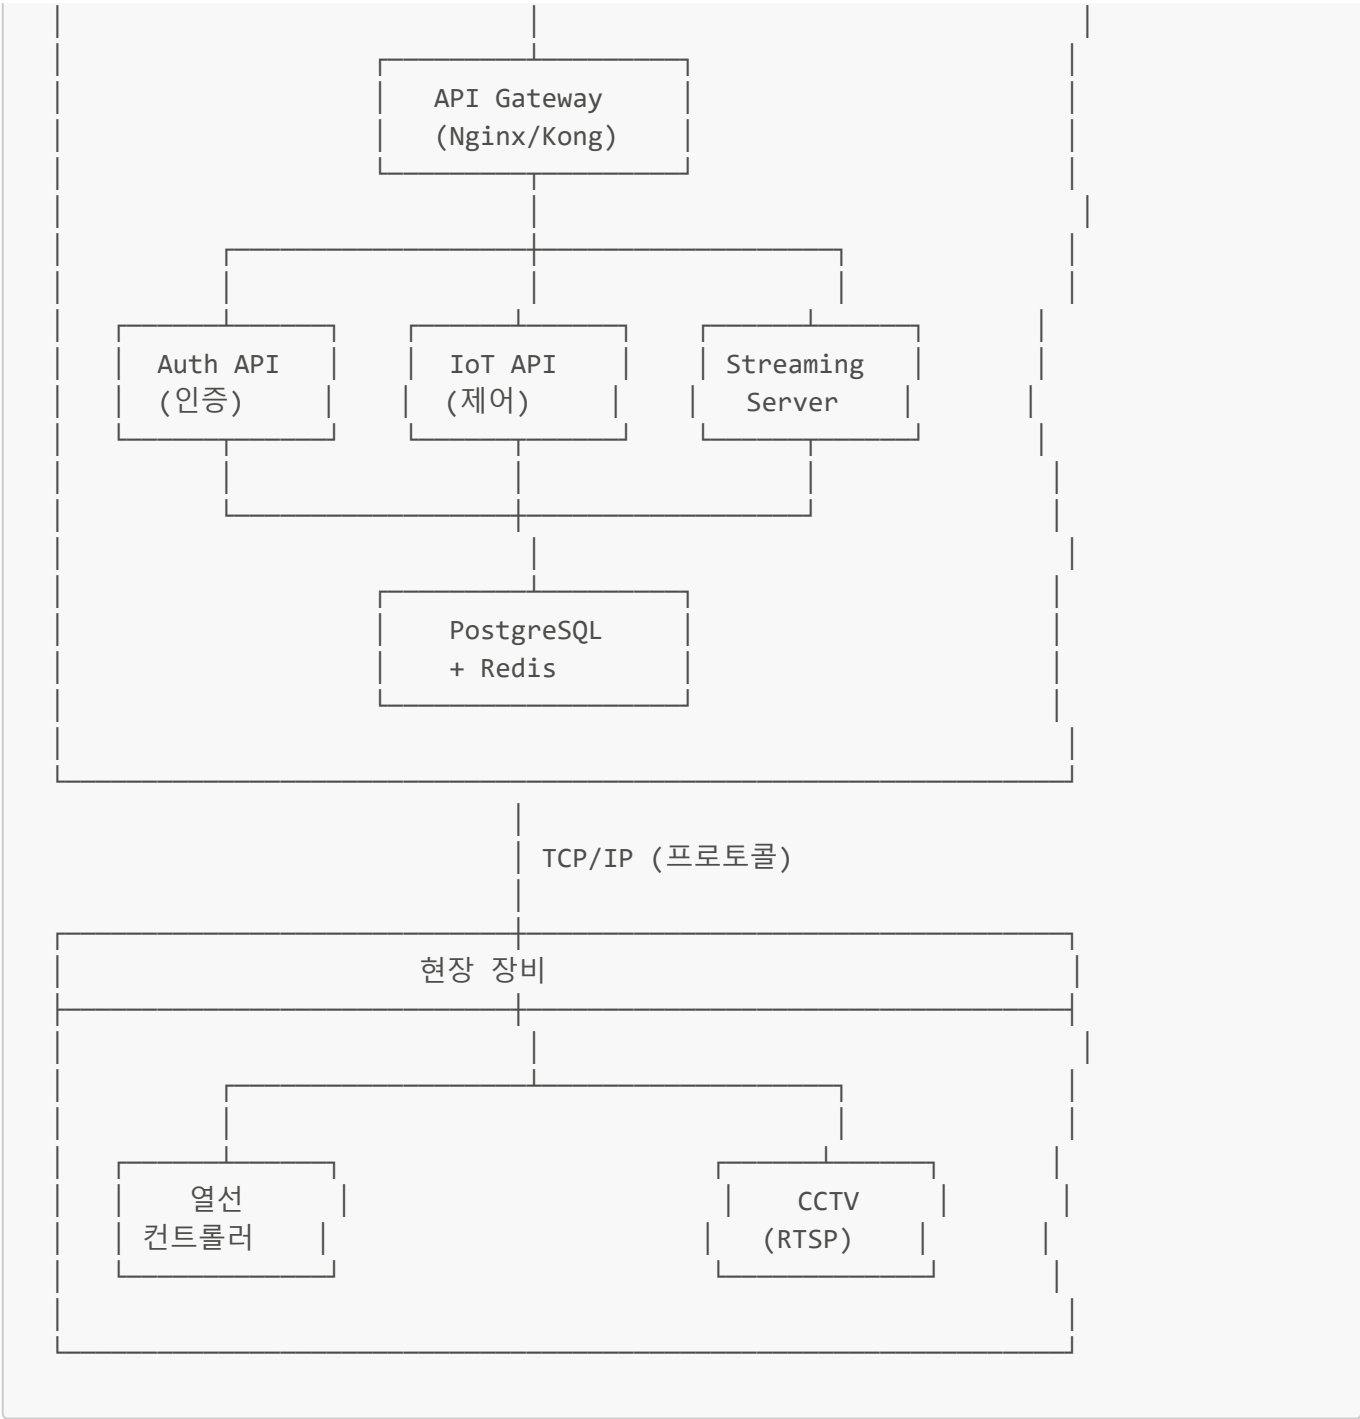 API Gateway
(Nginx/Kong)
Auth API IoT API Streaming
(인증) (제어) Server
PostgreSQL
+ Redis
TCP/IP (프로토콜)
현장 장비
열선 CCTV
컨트롤러 (RTSP)